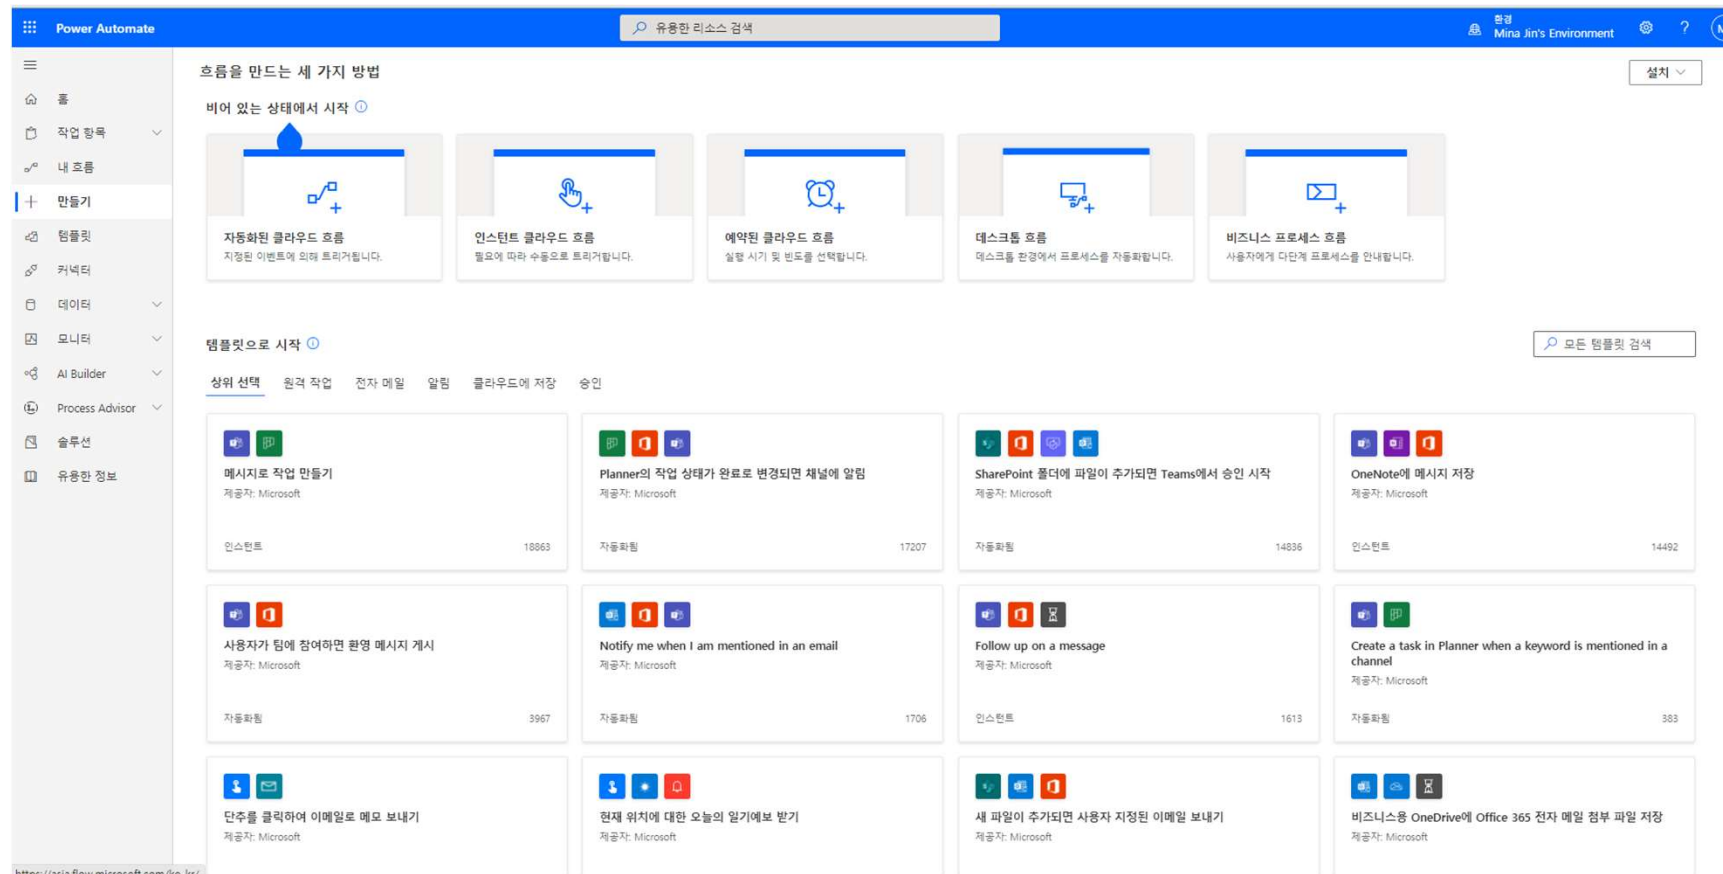 Power Automate
유용한 리소스 검색
환경
Mina Jin's Environment
?
홈
작업 항목
내 흐름
만들기
템플릿
커넥터
데이터
모니터
AI Builder
Process Advisor
솔루션
유용한 정보
흐름을 만드는 세 가지 방법
설치
비어 있는 상태에서 시작
자동화된 클라우드 흐름
지정된 이벤트에 의해 트리거됩니다.
인스턴트 클라우드 흐름
필요에 따라 수동으로 트리거합니다.
예약된 클라우드 흐름
실행 시기 및 빈도를 선택합니다.
데스크톱 흐름
데스크톱 환경에서 프로세스를 자동화합니다.
비즈니스 프로세스 흐름
사용자에게 다단계 프로세스를 안내합니다.
템플릿으로 시작
모든 템플릿 검색
상위 선택 원격 작업 전자 메일 알림 클라우드에 저장 승인
메시지로 작업 만들기
제공자: Microsoft
인스턴트 18863
Planner의 작업 상태가 완료로 변경되면 채널에 알림
제공자: Microsoft
자동화됨 17207
SharePoint 폴더에 파일이 추가되면 Teams에서 승인 시작
제공자: Microsoft
자동화됨 14836
OneNote에 메시지 저장
제공자: Microsoft
인스턴트 14492
사용자가 팀에 참여하면 환영 메시지 게시
제공자: Microsoft
자동화됨 3967
Notify me when I am mentioned in an email
제공자: Microsoft
자동화됨 1706
Follow up on a message
제공자: Microsoft
인스턴트 1613
Create a task in Planner when a keyword is mentioned in a
channel
제공자: Microsoft
자동화됨 383
단추를 클릭하여 이메일로 메모 보내기
제공자: Microsoft
현재 위치에 대한 오늘의 일기예보 받기
제공자: Microsoft
새 파일이 추가되면 사용자 지정된 이메일 보내기
제공자: Microsoft
비즈니스용 OneDrive에 Office 365 전자 메일 첨부 파일 저장
제공자: Microsoft